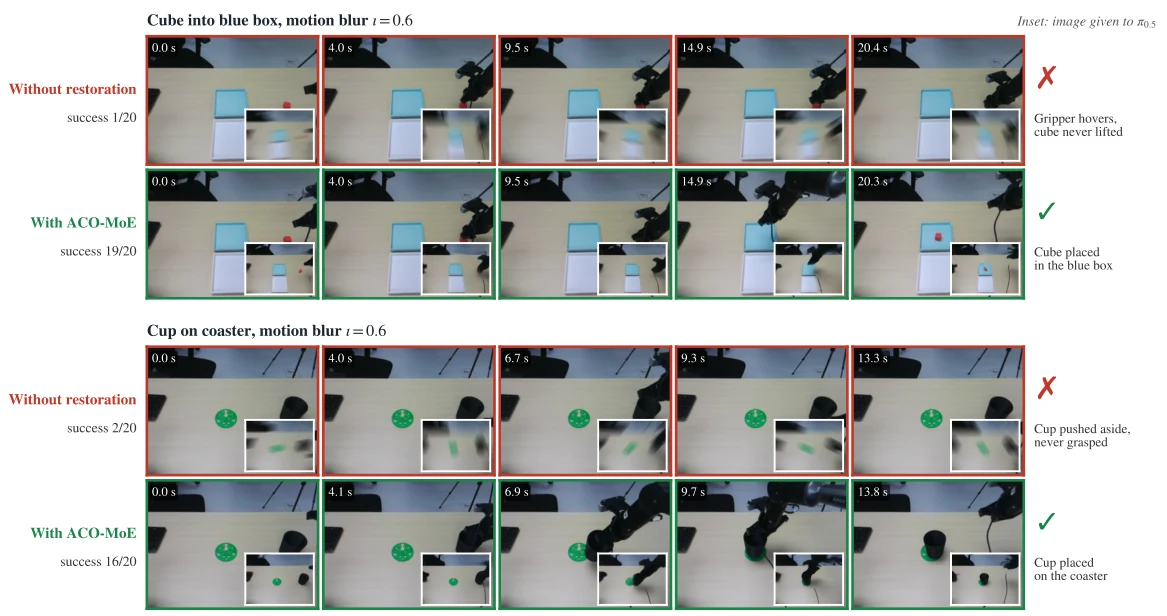 Cube into blue box, motion blur ι=0.6
Inset: image given to π0.5
Without restoration
success 1/20
0.0 s
4.0 s
9.5 s
14.9 s
20.4 s
✗
Gripper hovers,
cube never lifted
With ACO-MoE
success 19/20
0.0 s
4.0 s
9.5 s
14.9 s
20.3 s
✓
Cube placed
in the blue box
Cup on coaster, motion blur ι=0.6
Without restoration
success 2/20
0.0 s
4.0 s
6.7 s
9.3 s
13.3 s
✗
Cup pushed aside,
never grasped
With ACO-MoE
success 16/20
0.0 s
4.1 s
6.9 s
9.7 s
13.8 s
✓
Cup placed
on the coaster